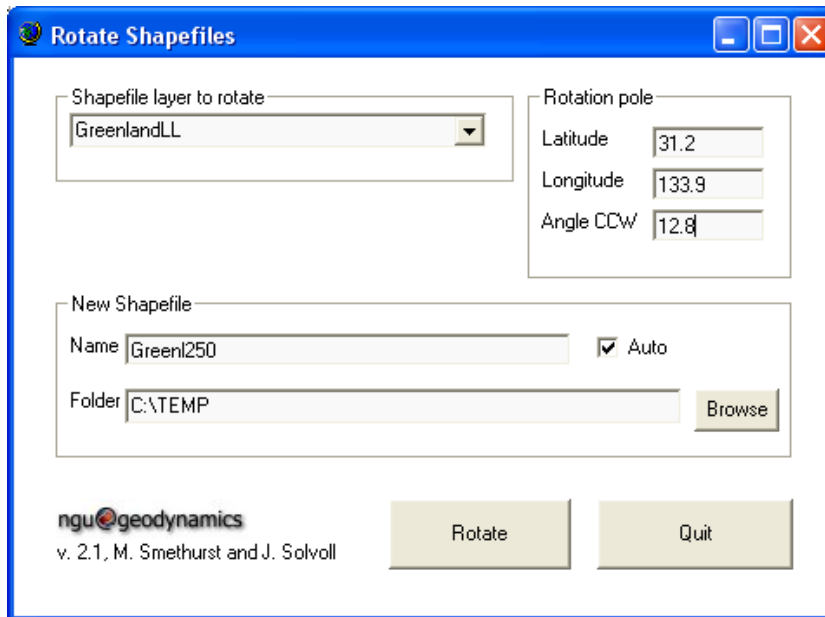 Rotate Shapefiles
Shapefile layer to rotate
GreenlandLL
Rotation pole
Latitude 31.2
Longitude 133.9
Angle CCW 12.8
New Shapefile
Name Greenl250
Auto
Folder C:\TEMP
Browse
ngu@geodynamics
v. 2.1, M. Smethurst and J. Solvoll
Rotate
Quit